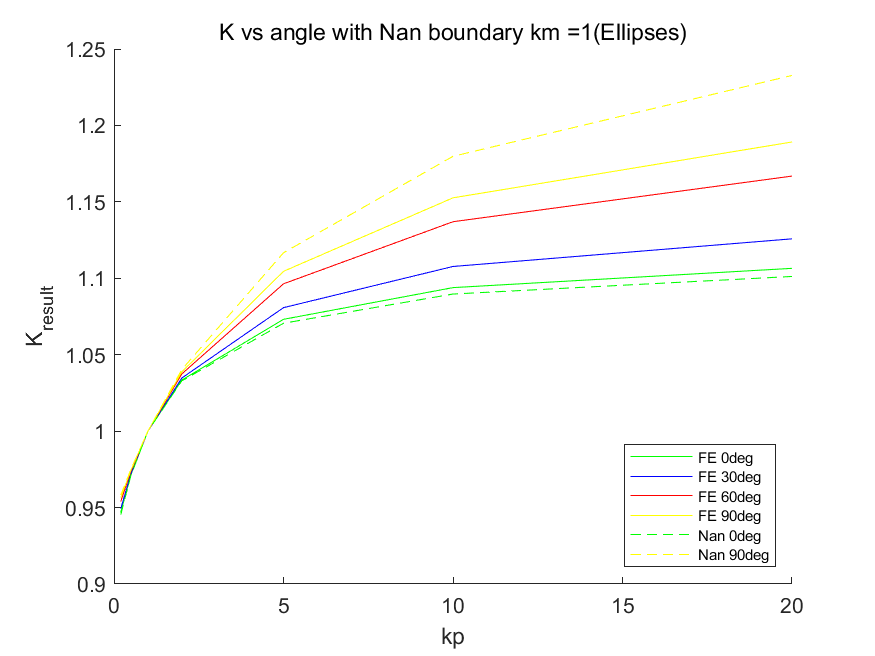 K vs angle with Nan boundary km =1(Ellipses)
1.25
1.2
1.15
1.1
1.05
1
0.95
0.9
K_result
0
5
10
15
20
kp
FE 0deg
FE 30deg
FE 60deg
FE 90deg
Nan 0deg
Nan 90deg